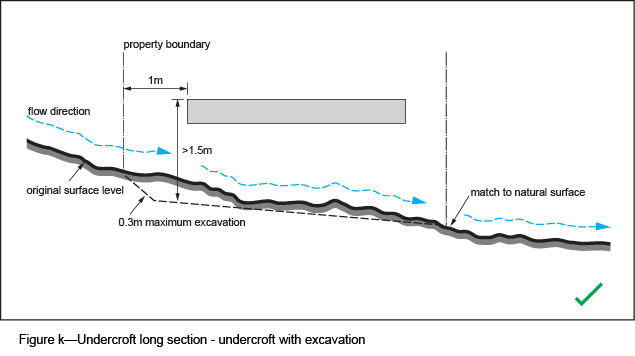 property boundary
1m
flow direction
>1.5m
original surface level
match to natural surface
0.3m maximum excavation
Figure k—Undercroft long section - undercroft with excavation